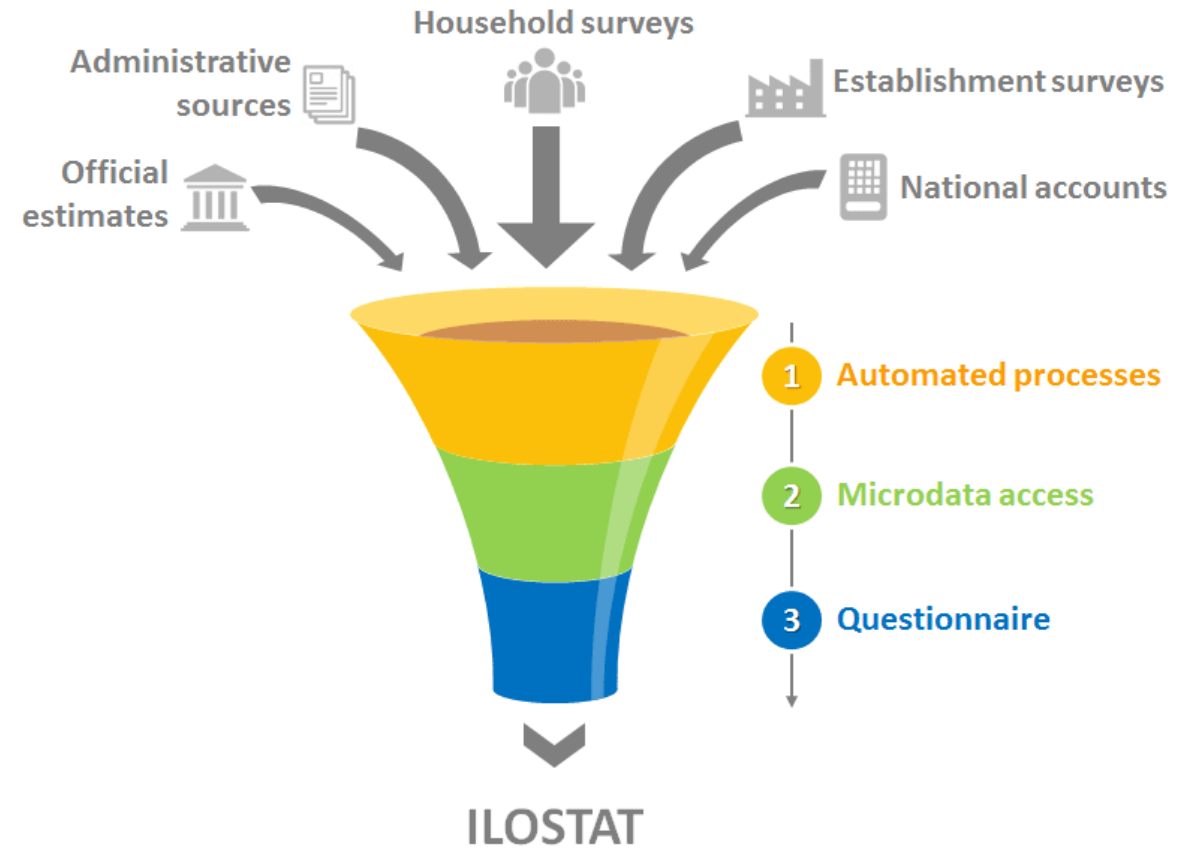 Household surveys
Administrative
sources
Establishment surveys
Official
estimates
National accounts
1 Automated processes
2 Microdata access
3 Questionnaire
ILOSTAT